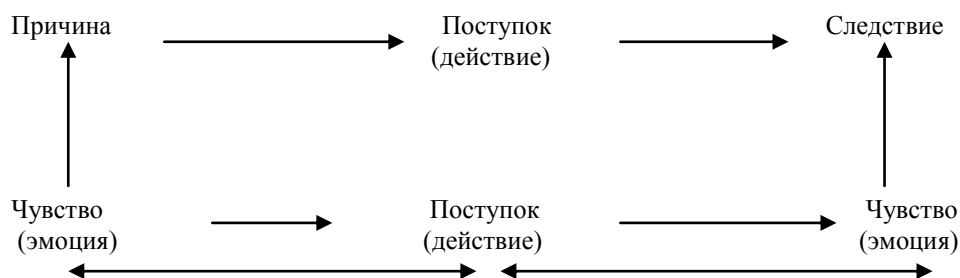 Причина Поступок Следствие
(действие)
Чувство Поступок Чувство
(эмоция) (действие) (эмоция)